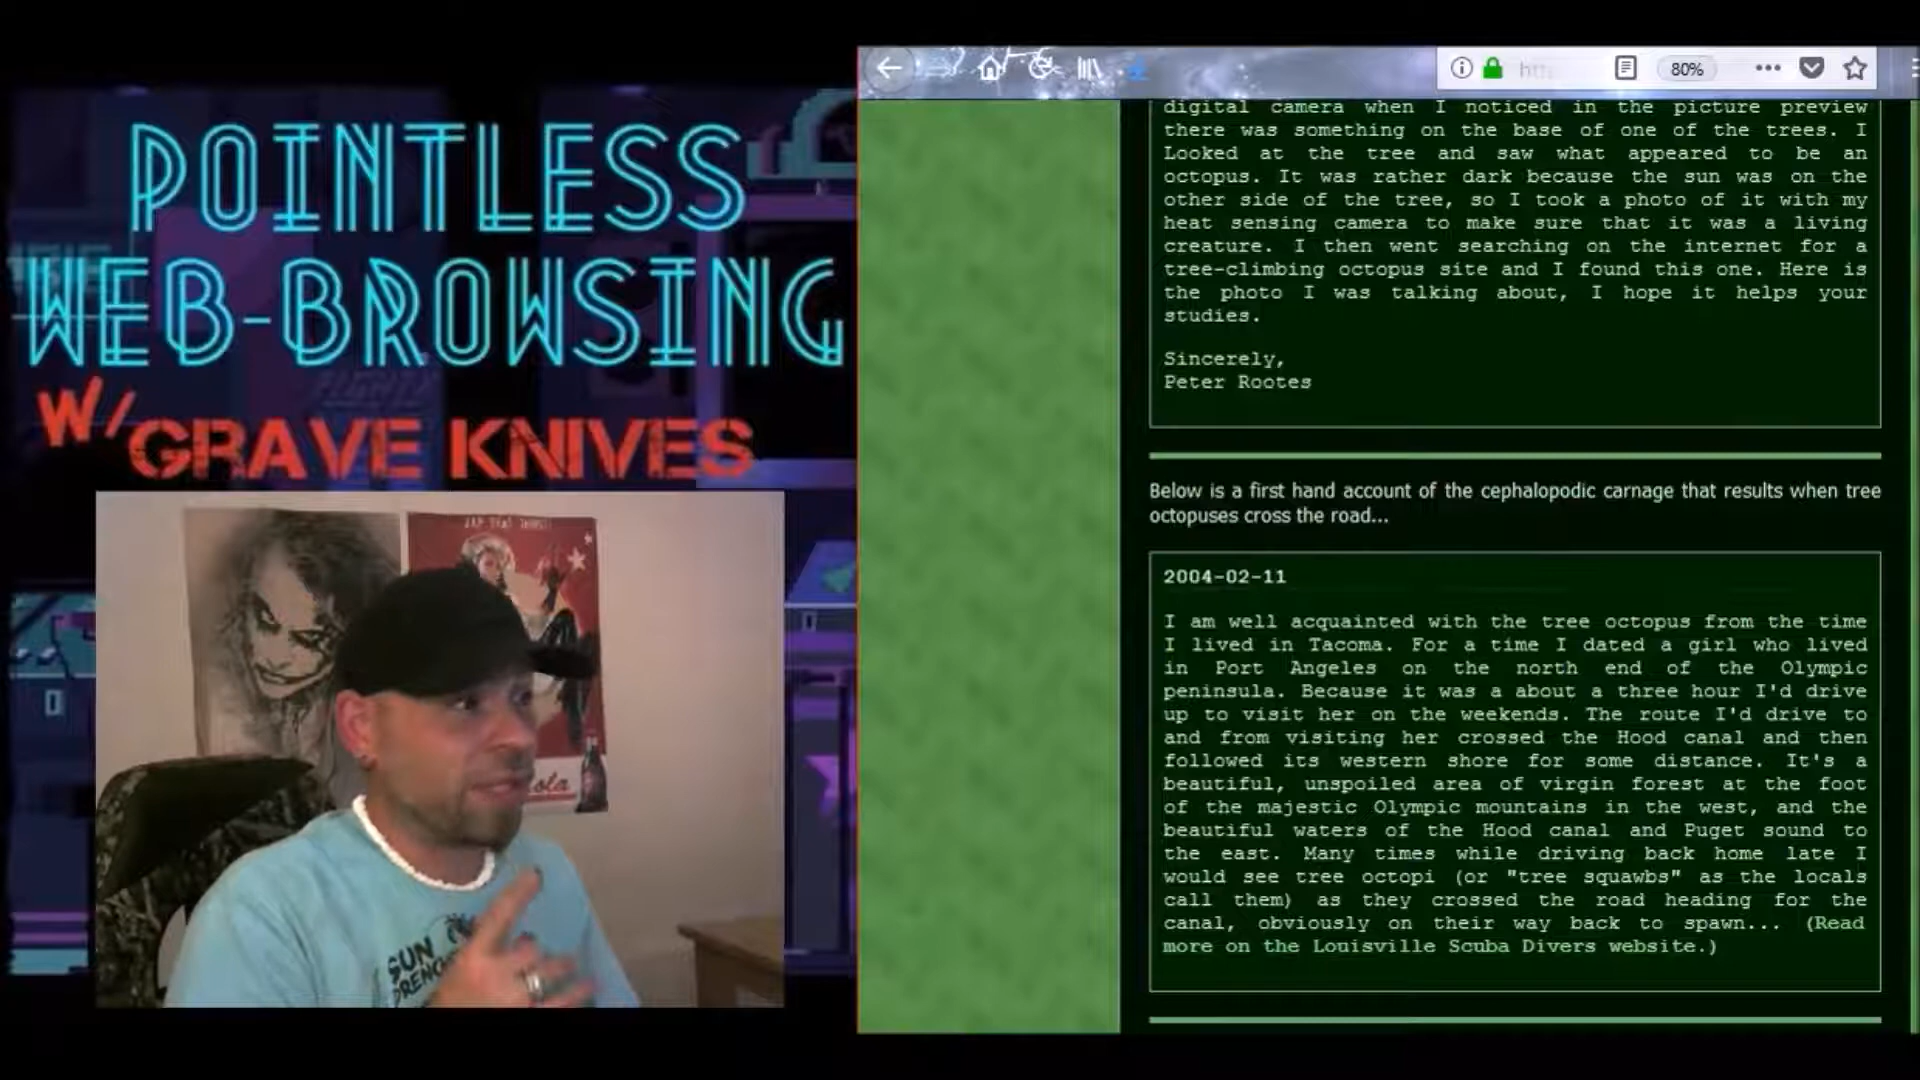 POINTLESS
WEB-BROWSING
W/GRAVE KNIVES
SUN
80%
digital camera when I noticed in the picture preview
there was something on the base of one of the trees. I
Looked at the tree and saw what appeared to be an
octopus. It was rather dark because the sun was on the
other side of the tree, so I took a photo of it with my
heat sensing camera to make sure that it was a living
creature. I then went searching on the internet for a
tree-climbing octopus site and I found this one. Here is
the photo I was talking about, I hope it helps your
studies.
Sincerely,
Peter Rootes
Below is a first hand account of the cephalopodic carnage that results when tree
octopuses cross the road...
2004-02-11
I am well acquainted with the tree octopus from the time
I lived in Tacoma. For a time I dated a girl who lived
in Port Angeles on the north end of the Olympic
peninsula. Because it was a about a three hour I'd drive
up to visit her on the weekends. The route I'd drive to
and from visiting her crossed the Hood canal and then
followed its western shore for some distance. It's a
beautiful, unspoiled area of virgin forest at the foot
of the majestic Olympic mountains in the west, and the
beautiful waters of the Hood canal and Puget sound to
the east. Many times while driving back home late I
would see tree octopi (or "tree squawbs" as the locals
call them) as they crossed the road heading for the
canal, obviously on their way back to spawn... (Read
more on the Louisville Scuba Divers website.)